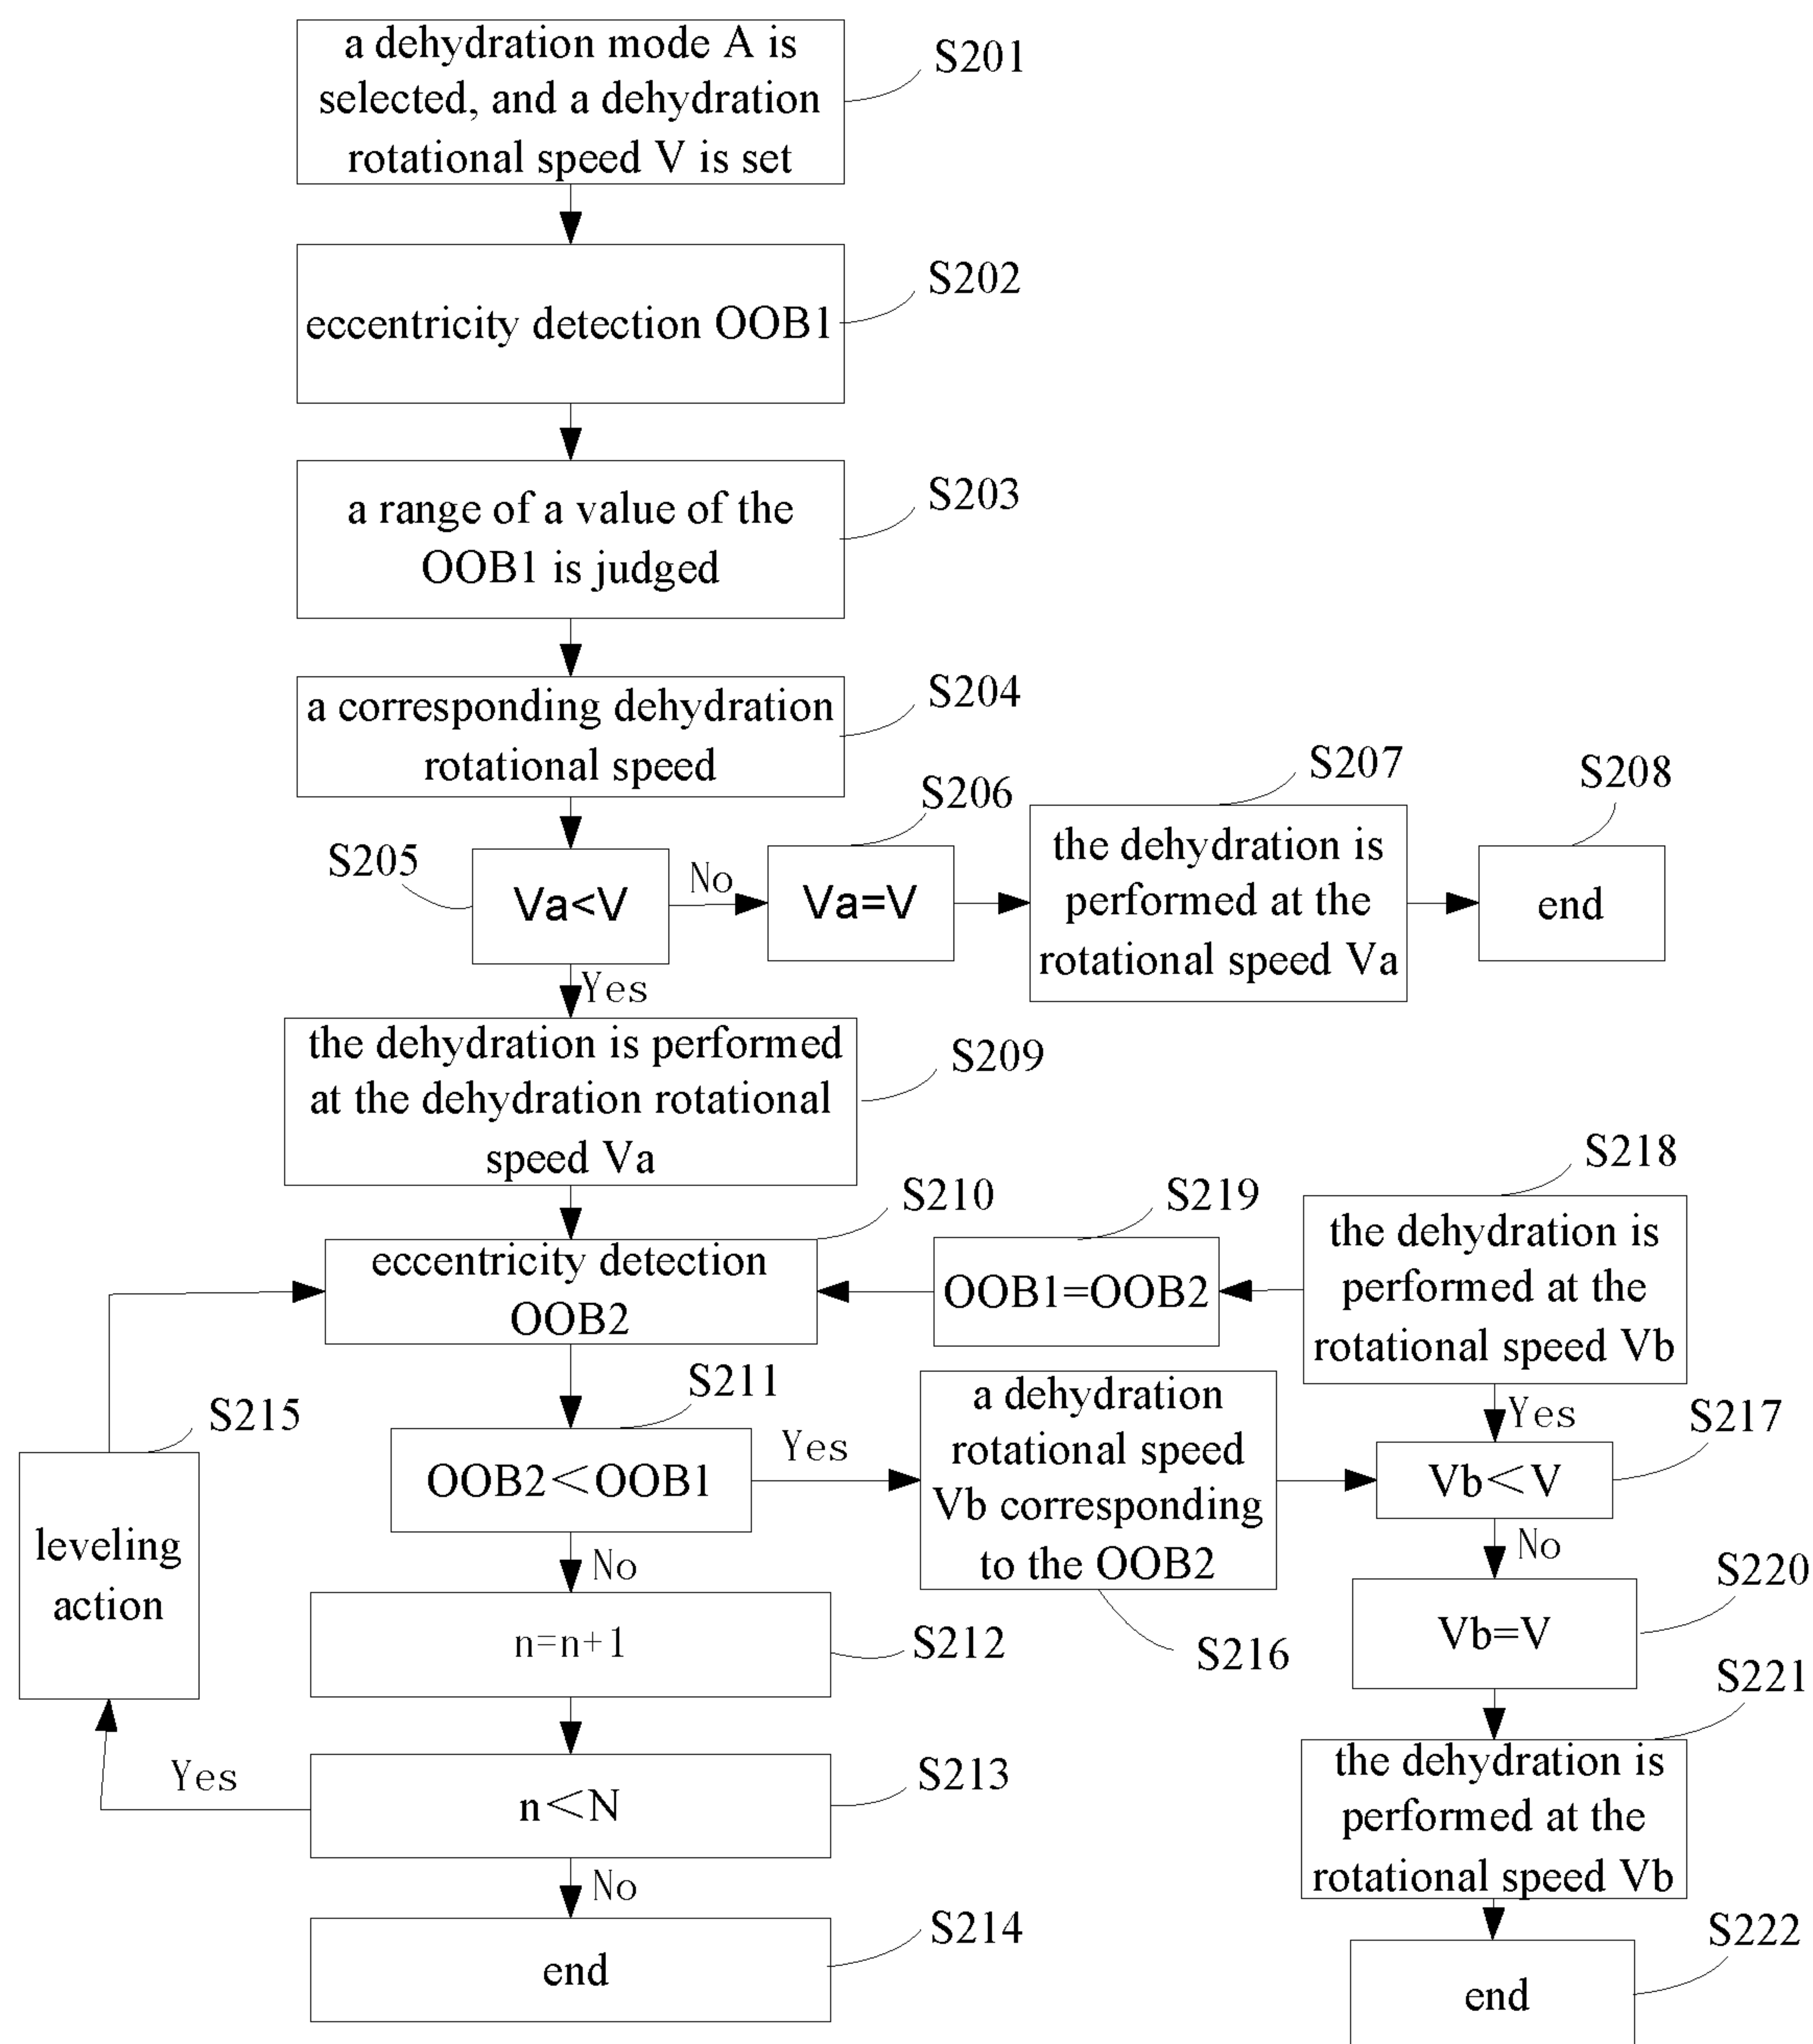 a dehydration mode A is
selected, and a dehydration
rotational speed V is set
S201
eccentricity detection OOB1
S202
a range of a value of the
OOB1 is judged
S203
a corresponding dehydration
rotational speed
S204
S205
Va<V
No
S206
Va=V
S207
the dehydration is
performed at the
rotational speed Va
S208
end
Yes
the dehydration is performed
at the dehydration rotational
speed Va
S209
S210
eccentricity detection
OOB2
S219
OOB1=OOB2
S218
the dehydration is
performed at the
rotational speed Vb
S215
leveling
action
S211
OOB2<OOB1
Yes
a dehydration
rotational speed
Vb corresponding
to the OOB2
S216
Yes
S217
Vb<V
No
No
n=n+1
S212
S220
Vb=V
S221
the dehydration is
performed at the
rotational speed Vb
Yes
n<N
S213
No
end
S214
S222
end